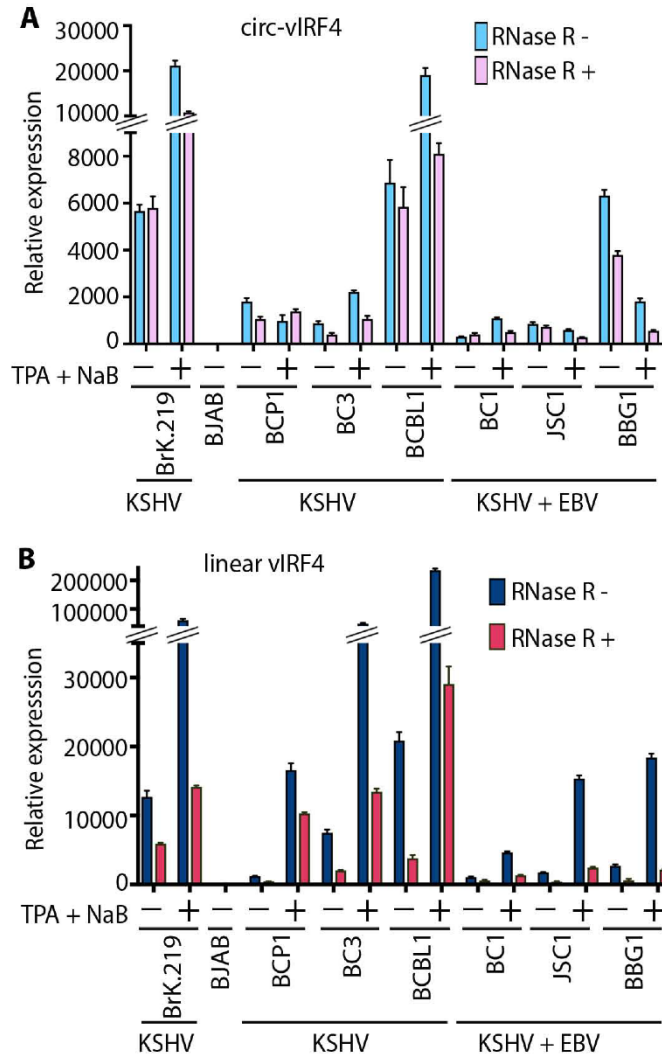 A
circ-vIRF4
RNase R -
RNase R +
Relative expresssion
30000
20000
10000
8000
6000
4000
2000
0
TPA + NaB
− + − + − + − + − + − + − +
BrK.219
BJAB
BCP1
BC3
BCBL1
BC1
JSC1
BBG1
KSHV
KSHV
KSHV + EBV
B
linear vIRF4
RNase R -
RNase R +
Relative expresssion
200000
100000
30000
20000
10000
0
TPA + NaB
− + − + − + − + − + − + − +
BrK.219
BJAB
BCP1
BC3
BCBL1
BC1
JSC1
BBG1
KSHV
KSHV
KSHV + EBV